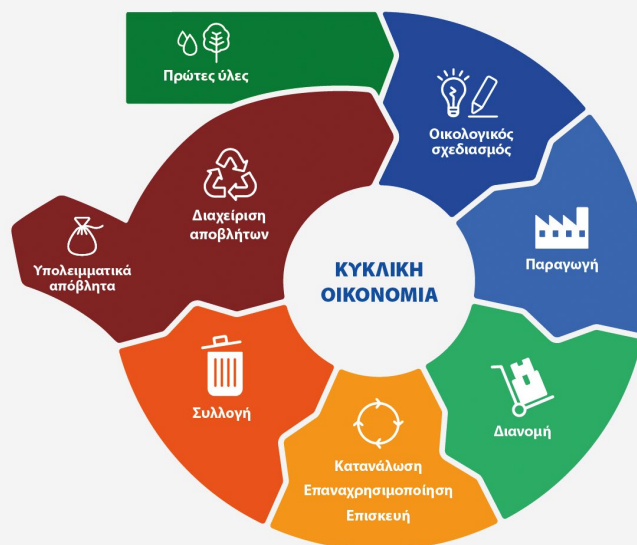 Πρώτες ύλες
Οικολογικός
σχεδιασμός
Παραγωγή
Διανομή
Κατανάλωση
Επαναχρησιμοποίηση
Επισκευή
Συλλογή
Διαχείριση
αποβλήτων
Υπολειμματικά
απόβλητα
ΚΥΚΛΙΚΗ
ΟΙΚΟΝΟΜΙΑ